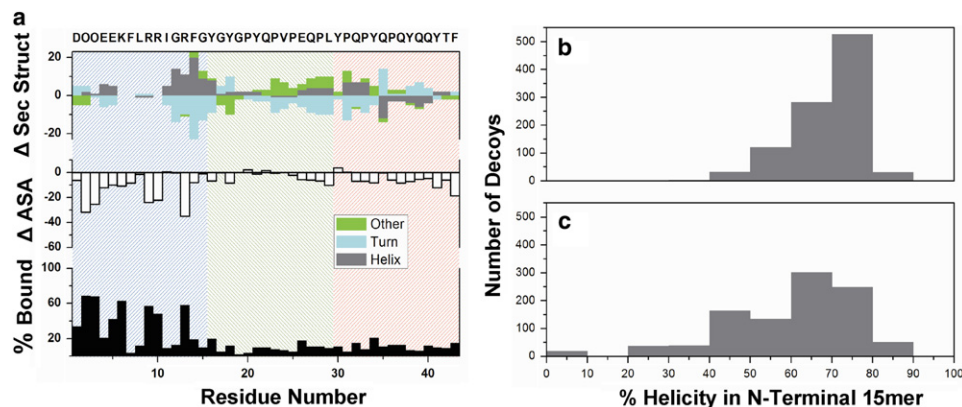 a
DOOEEKFLRRIGRFGYGYGPYQPVPEQPLYPQPYQPQYQQYTF
Δ Sec Struct
20
0
-20
Δ ASA
0
-20
-40
-60
Other
Turn
Helix
% Bound
100
60
20
10 20 30 40
Residue Number
b
500
400
300
200
100
0
Number of Decoys
c
500
400
300
200
100
0
0 10 20 30 40 50 60 70 80 90 100
% Helicity in N-Terminal 15mer